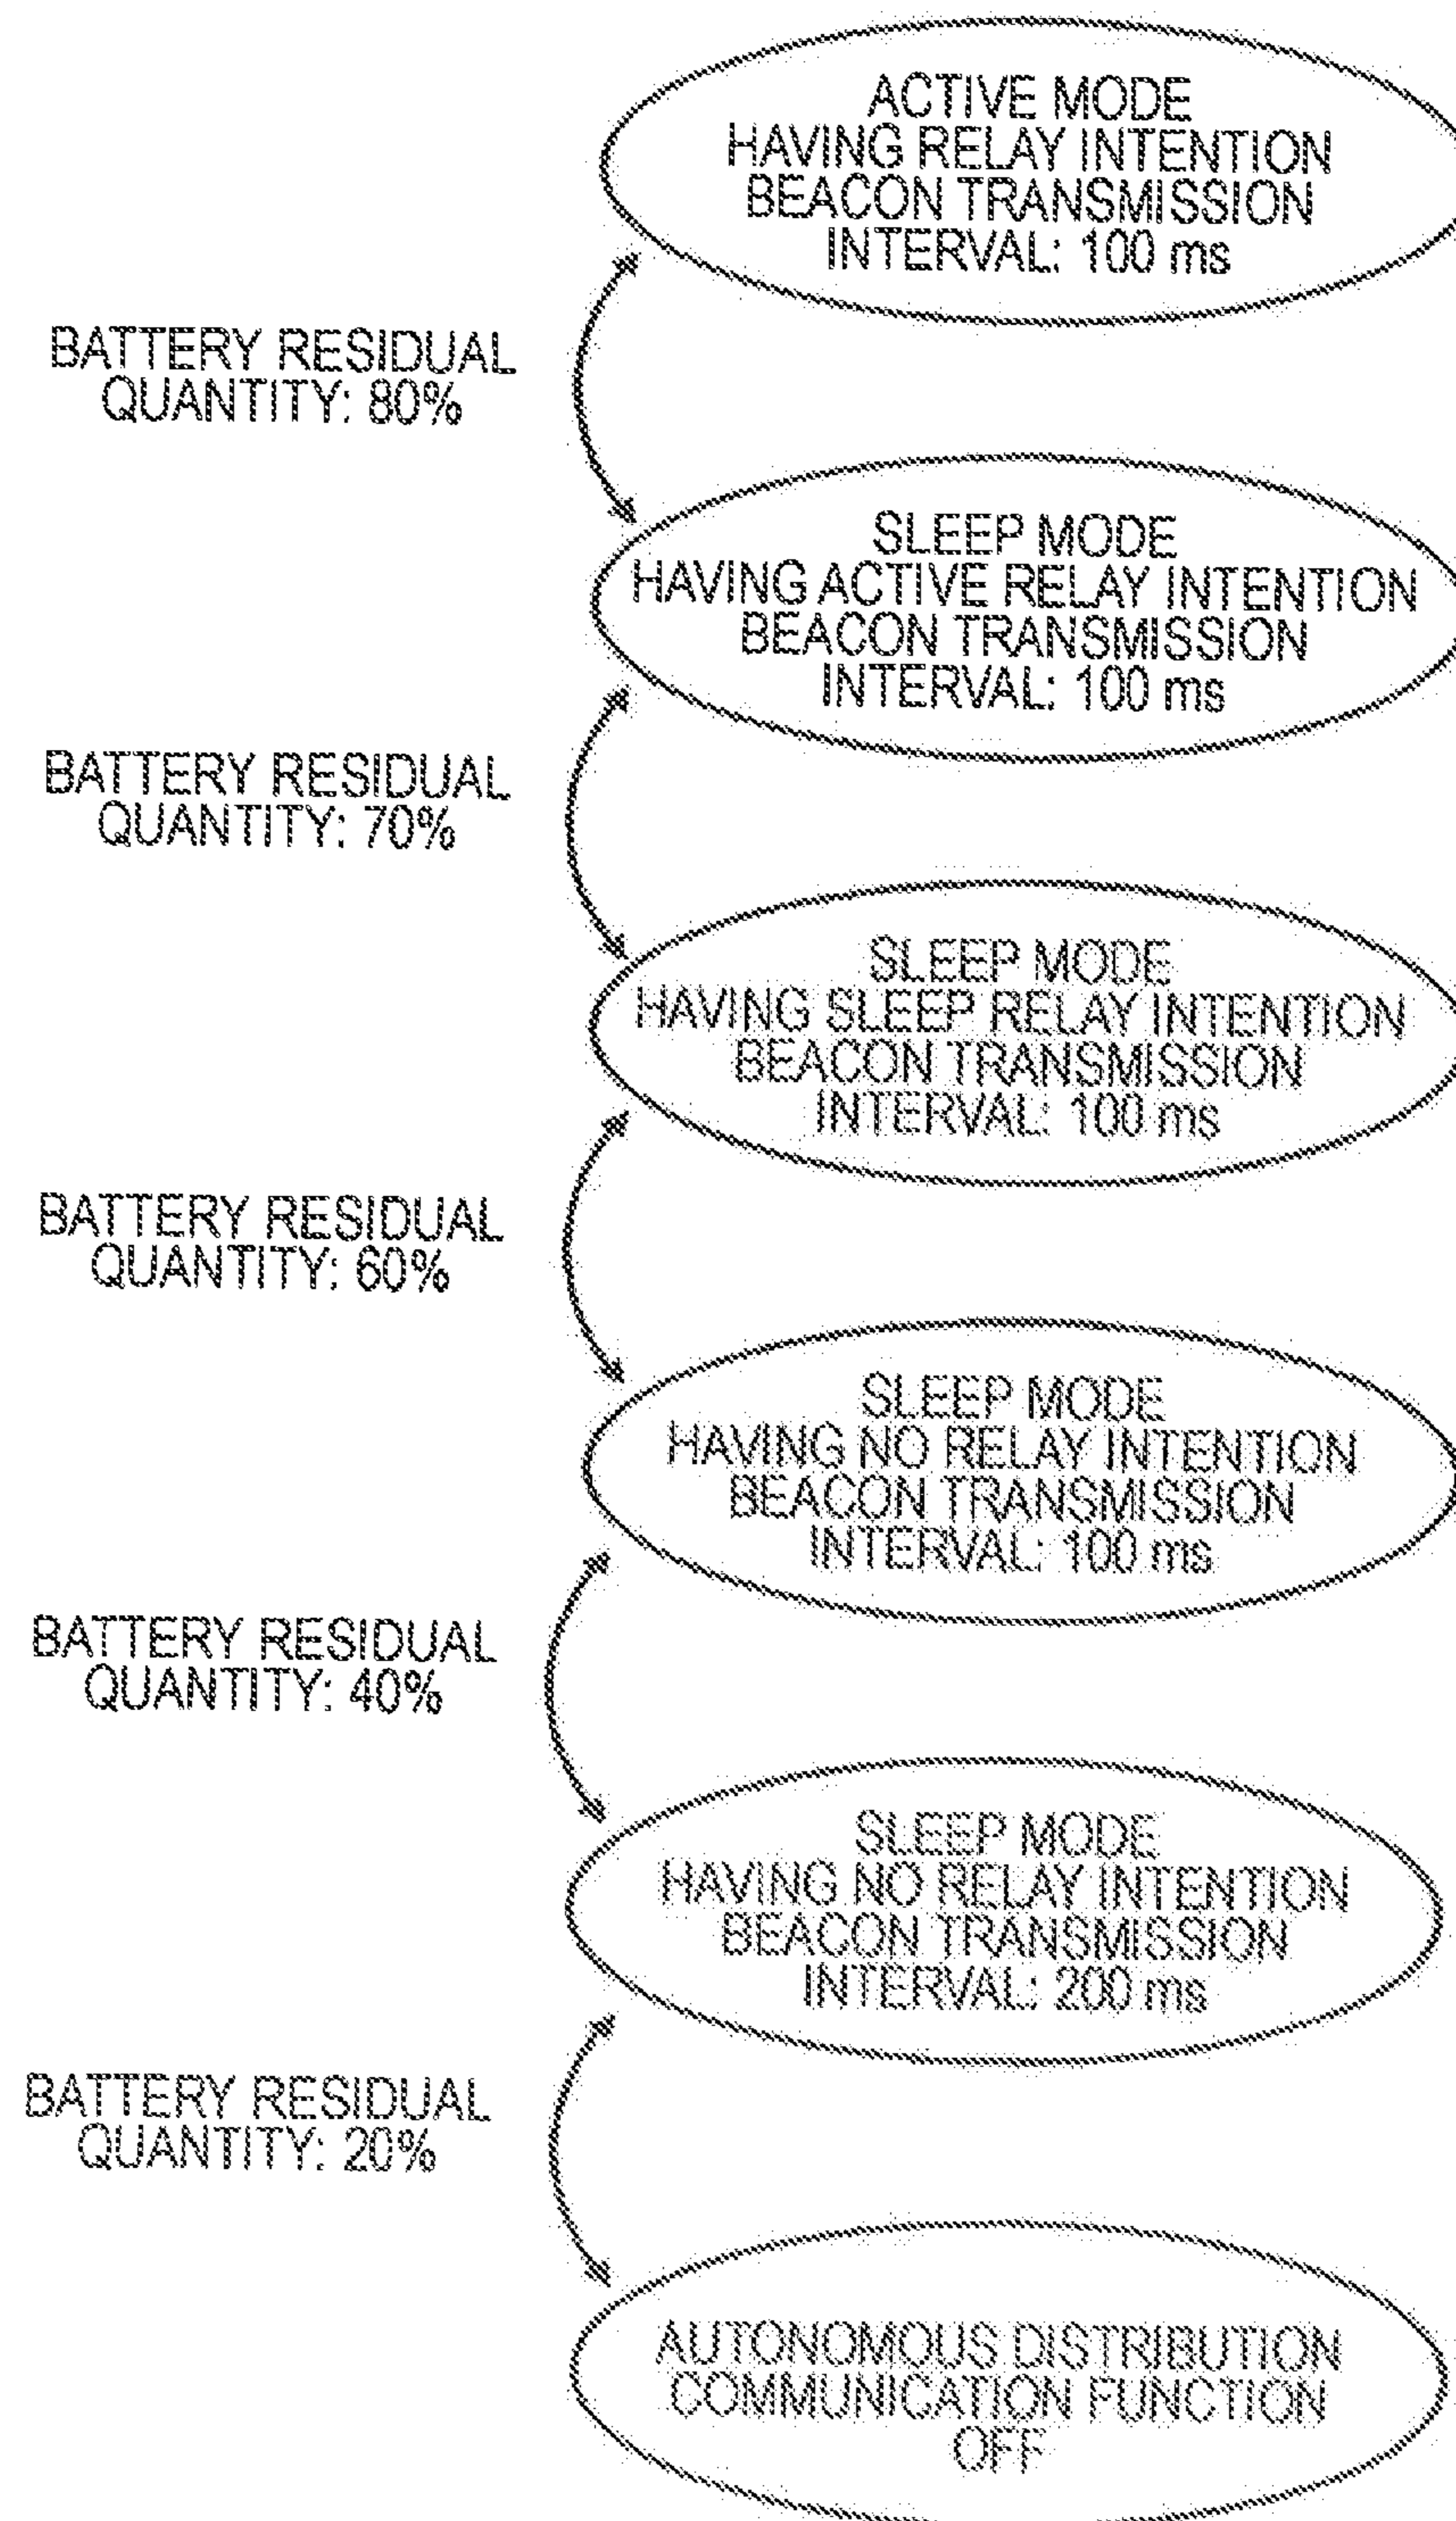 ACTIVE MODE
HAVING RELAY INTENTION
BEACON TRANSMISSION
INTERVAL: 100 ms
BATTERY RESIDUAL
QUANTITY: 80%
SLEEP MODE
HAVING ACTIVE RELAY INTENTION
BEACON TRANSMISSION
INTERVAL: 100 ms
BATTERY RESIDUAL
QUANTITY: 70%
SLEEP MODE
HAVING SLEEP RELAY INTENTION
BEACON TRANSMISSION
INTERVAL: 100 ms
BATTERY RESIDUAL
QUANTITY: 60%
SLEEP MODE
HAVING NO RELAY INTENTION
BEACON TRANSMISSION
INTERVAL: 100 ms
BATTERY RESIDUAL
QUANTITY: 40%
SLEEP MODE
HAVING NO RELAY INTENTION
BEACON TRANSMISSION
INTERVAL: 200 ms
BATTERY RESIDUAL
QUANTITY: 20%
AUTONOMOUS DISTRIBUTION
COMMUNICATION FUNCTION
OFF